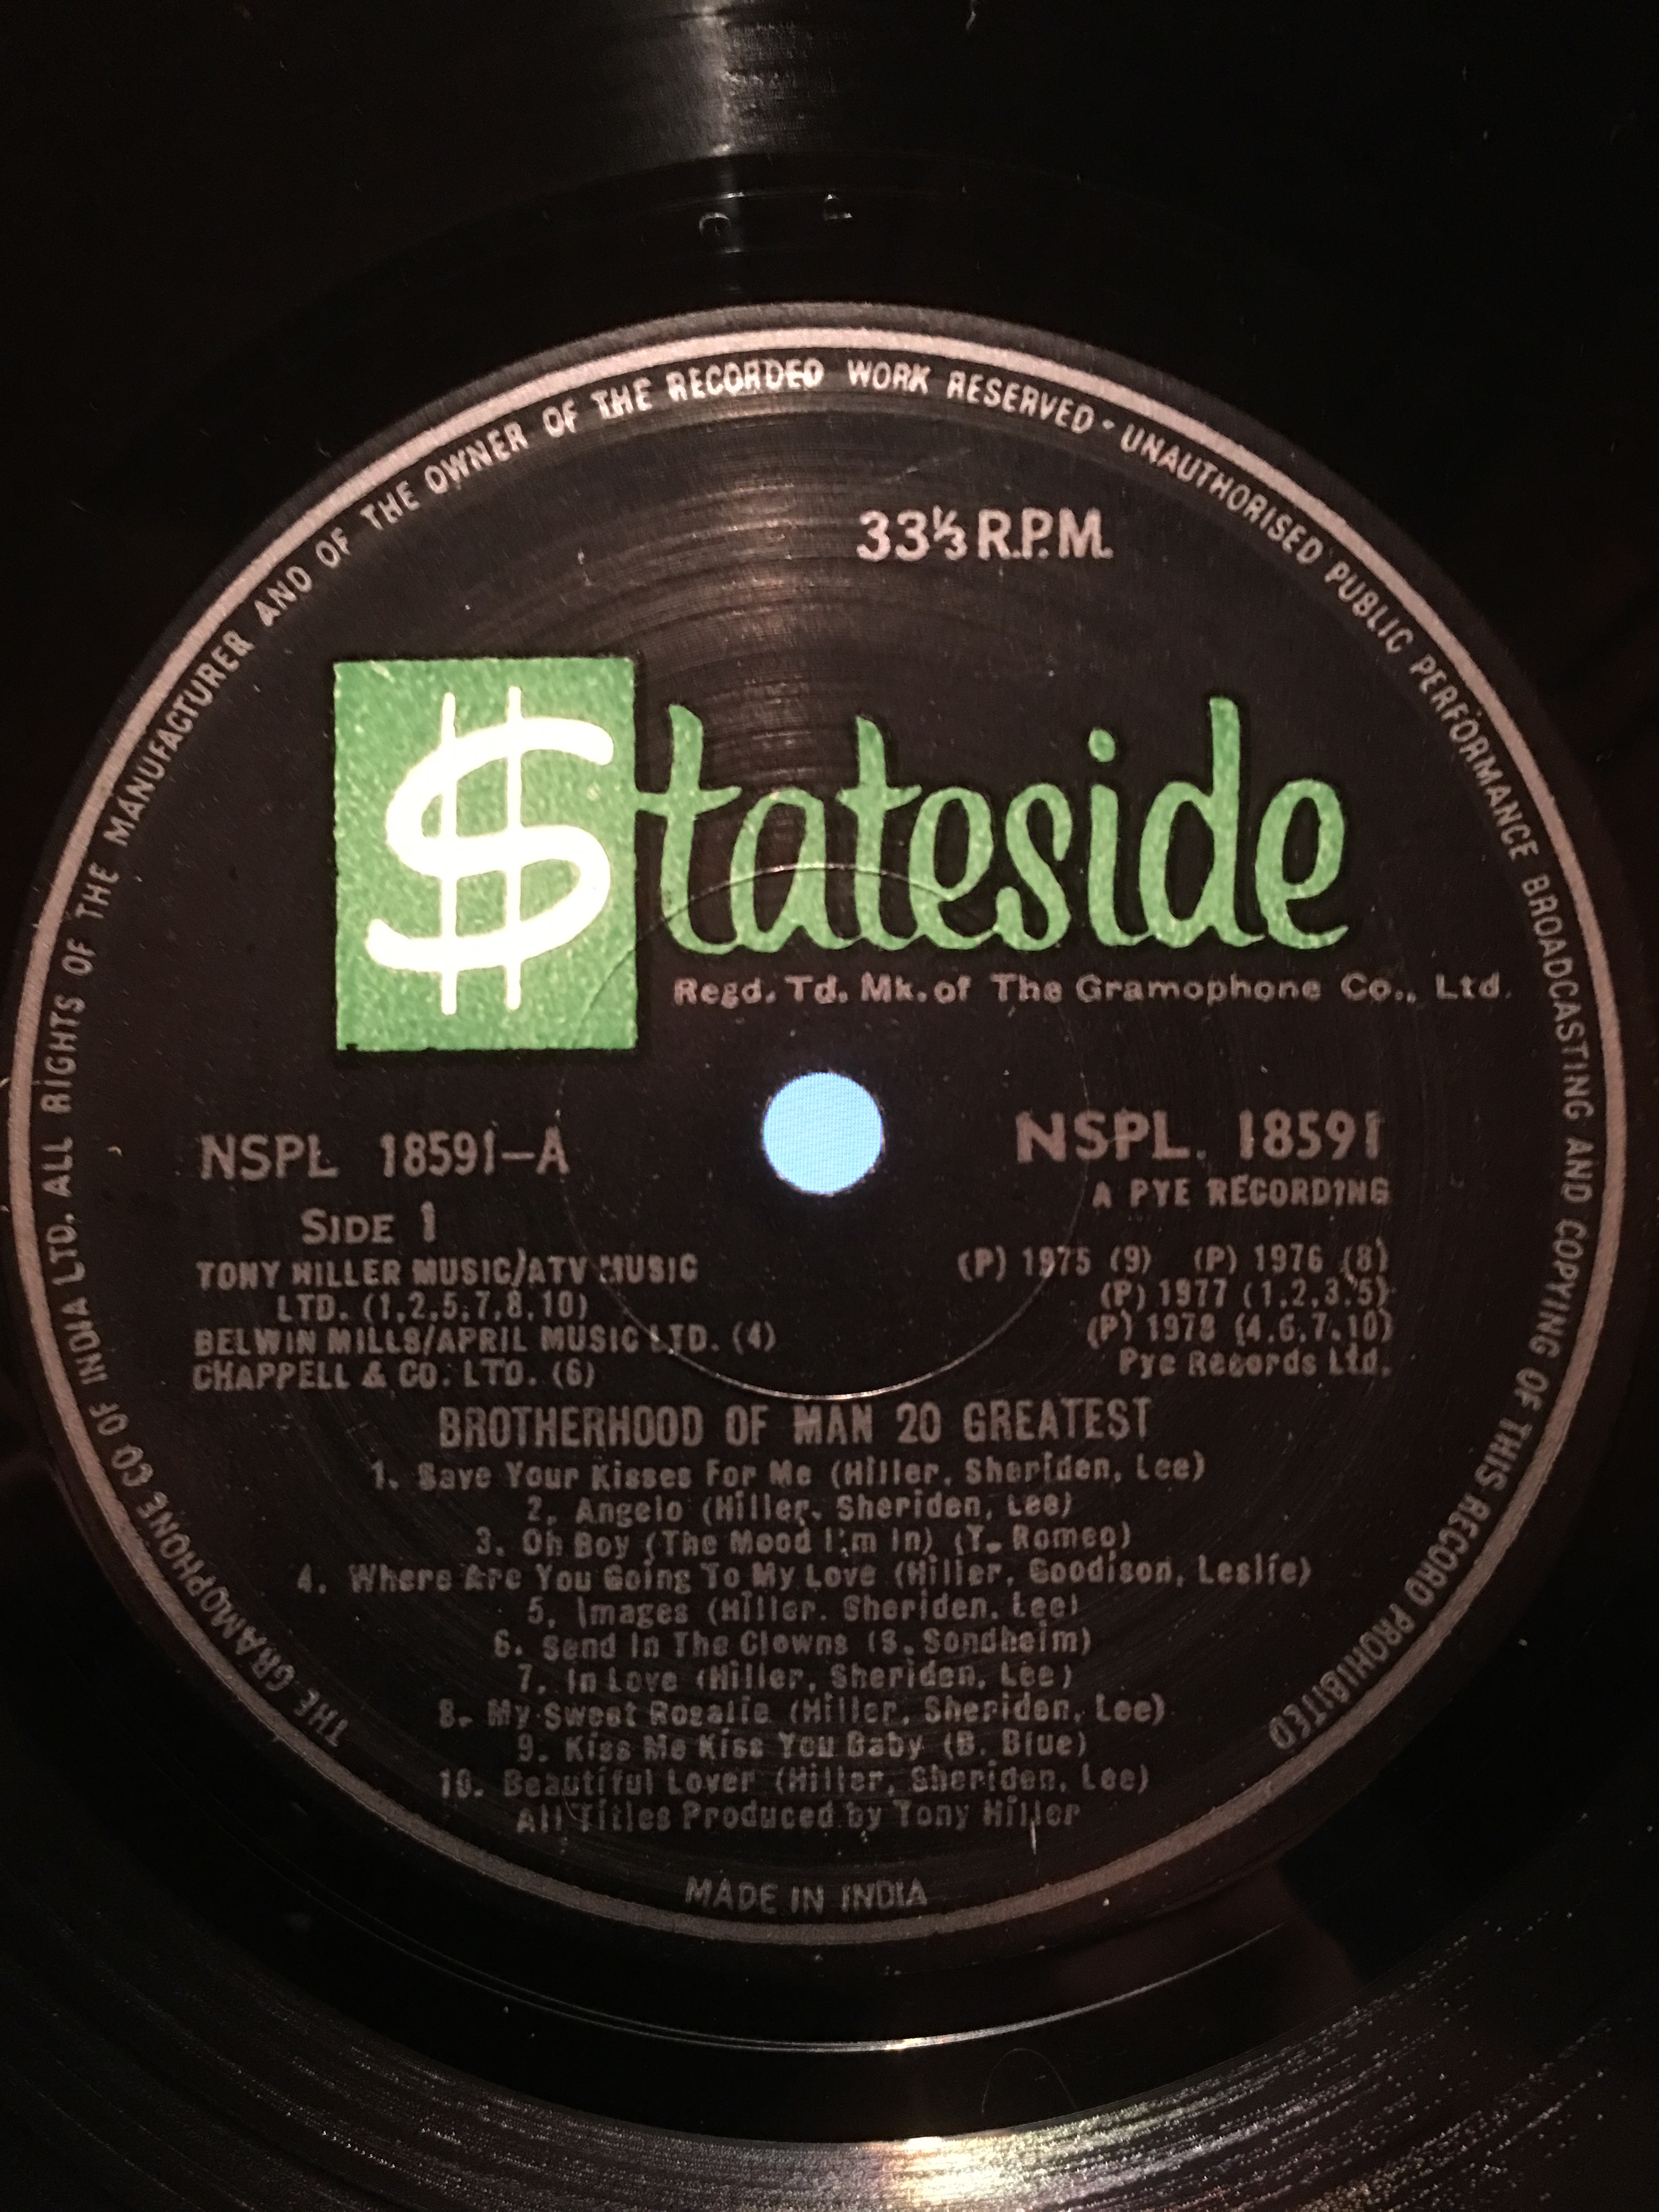 THE GRAMOPHONE CO OF INDIA LTD. ALL RIGHTS OF THE MANUFACTURER AND OF THE OWNER OF THE RECORDED WORK RESERVED - UNAUTHORISED PUBLIC PERFORMANCE BROADCASTING AND COPYING OF THIS RECORD PROHIBITED
33⅓ R.P.M.
$tateside
Regd. Td. Mk. of The Gramophone Co., Ltd.
NSPL 18591-A
Side 1
TONY HILLER MUSIC/ATV MUSIC
LTD. (1,2,5,7,8,10)
BELWIN MILLS/APRIL MUSIC LTD. (4)
CHAPPELL & CO. LTD. (6)
NSPL. 18591
A PYE RECORDING
(P) 1975 (9) (P) 1976 (8)
(P) 1977 (1,2,3,5)
(P) 1978 (4,6,7,10)
Pye Records Ltd.
BROTHERHOOD OF MAN 20 GREATEST
1. Save Your Kisses For Me (Hiller, Sheriden, Lee)
2. Angelo (Hiller, Sheriden, Lee)
3. Oh Boy (The Mood I'm In) (T. Romeo)
4. Where Are You Going To My Love (Hiller, Goodison, Leslie)
5. Images (Hiller. Sheriden. Lee)
6. Send In The Clowns (S. Sondheim)
7. In Love (Hiller, Sheriden, Lee)
8. My Sweet Rosalie (Hiller, Sheriden, Lee)
9. Kiss Me Kiss You Baby (B. Blue)
10. Beautiful Lover (Hiller, Sheriden, Lee)
All Titles Produced by Tony Hiller
MADE IN INDIA